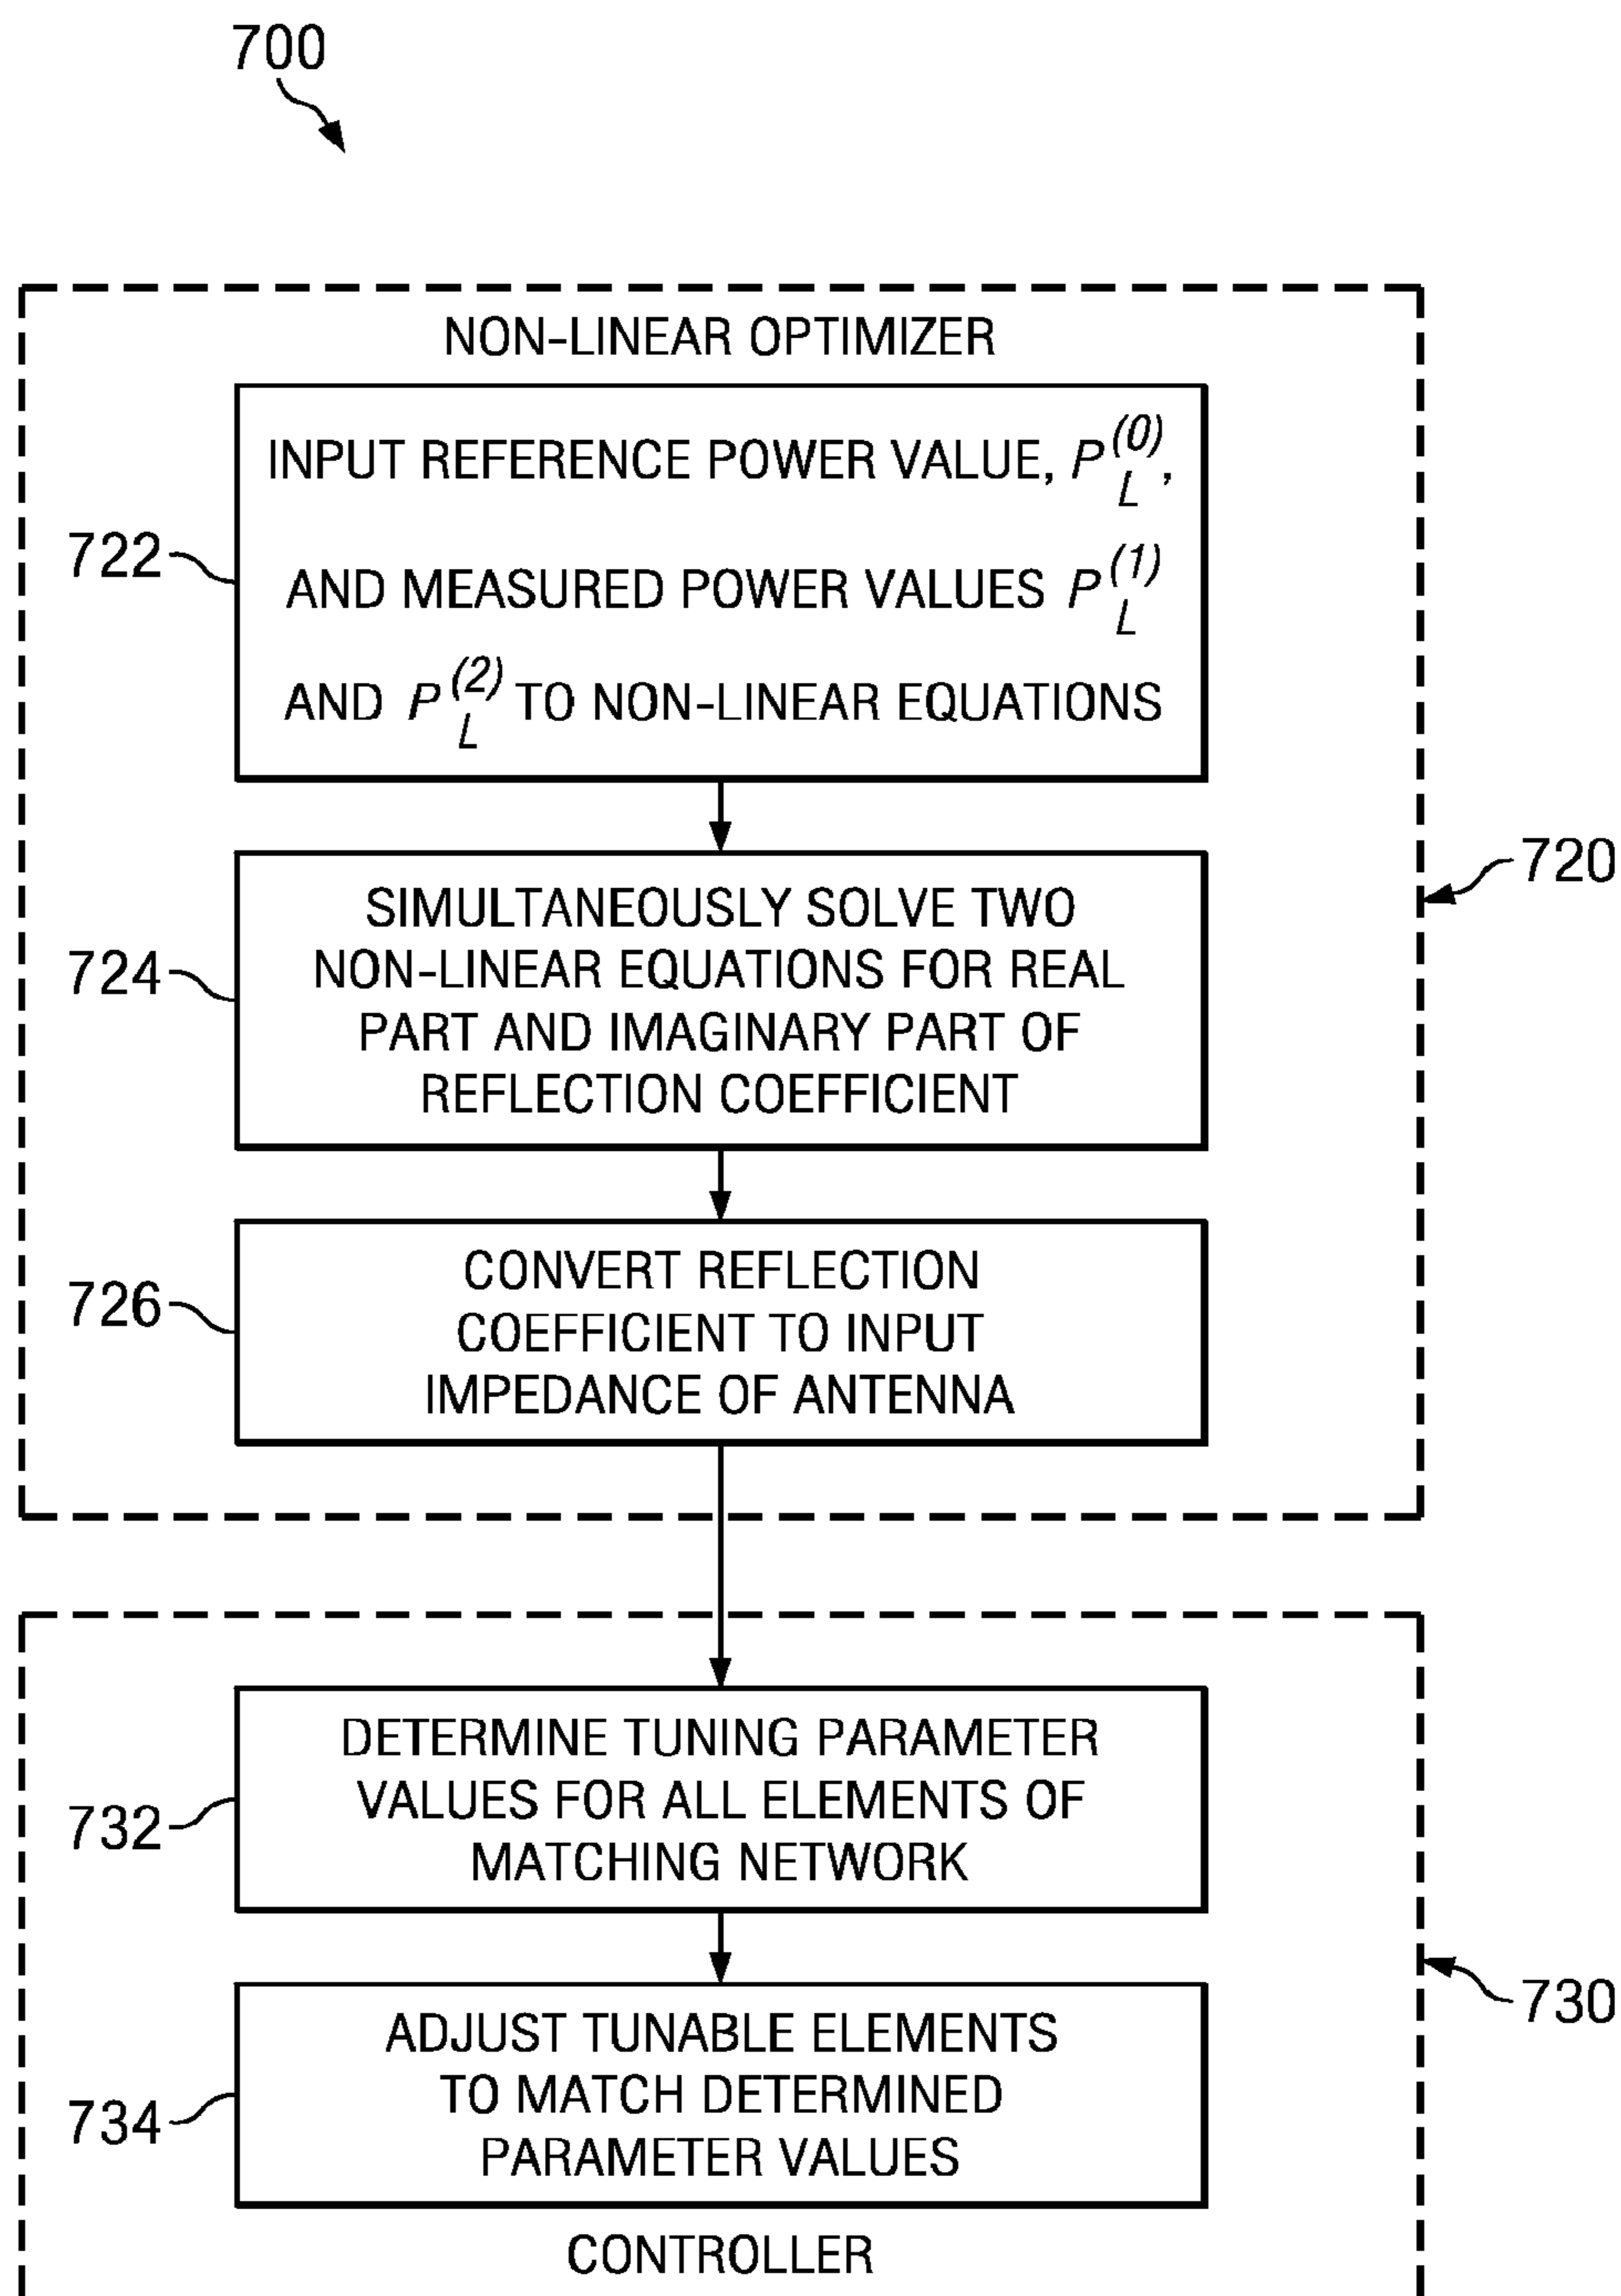 700
NON-LINEAR OPTIMIZER
INPUT REFERENCE POWER VALUE, P_L^(0),
722
AND MEASURED POWER VALUES P_L^(1)
AND P_L^(2) TO NON-LINEAR EQUATIONS
720
SIMULTANEOUSLY SOLVE TWO
724
NON-LINEAR EQUATIONS FOR REAL
PART AND IMAGINARY PART OF
REFLECTION COEFFICIENT
CONVERT REFLECTION
726
COEFFICIENT TO INPUT
IMPEDANCE OF ANTENNA
DETERMINE TUNING PARAMETER
732
VALUES FOR ALL ELEMENTS OF
MATCHING NETWORK
730
ADJUST TUNABLE ELEMENTS
734
TO MATCH DETERMINED
PARAMETER VALUES
CONTROLLER